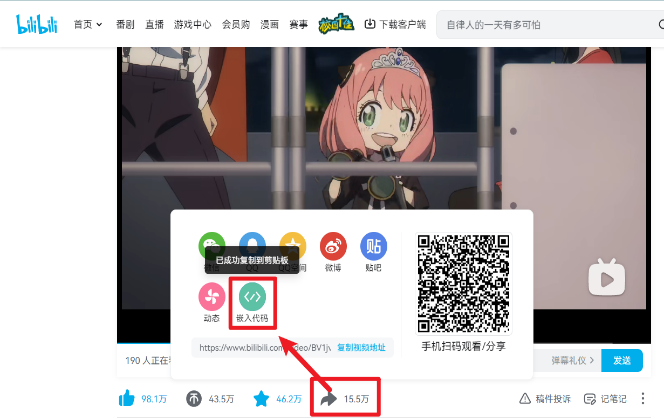 bilibili 首页 番剧 直播 游戏中心 会员购 漫画 赛事 下载客户端 自律人的一天有多可怕
已成功复制到剪贴板
微博 贴吧
动态 嵌入代码
https://www.bilibili.com/video/BV1jv 复制视频地址
手机扫码观看/分享
190 人正在 弹幕礼仪 > 发送
98.1万 43.5万 46.2万 15.5万 稿件投诉 记笔记